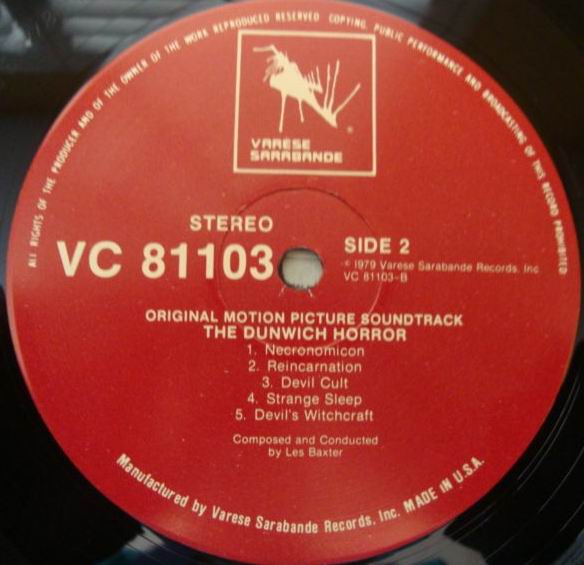 ALL RIGHTS OF THE PRODUCER AND OF THE OWNER OF THE WORK REPRODUCED RESERVED COPYING, PUBLIC PERFORMANCE AND BROADCASTING OF THIS RECORD PROHIBITED
VARÈSE
SARABANDE
®
STEREO
VC 81103
SIDE 2
© 1979 Varese Sarabande Records, Inc
VC 81103-B
ORIGINAL MOTION PICTURE SOUNDTRACK
THE DUNWICH HORROR
1. Necronomicon
2. Reincarnation
3. Devil Cult
4. Strange Sleep
5. Devil's Witchcraft
Composed and Conducted
by Les Baxter
Manufactured by Varese Sarabande Records, Inc. MADE IN U.S.A.